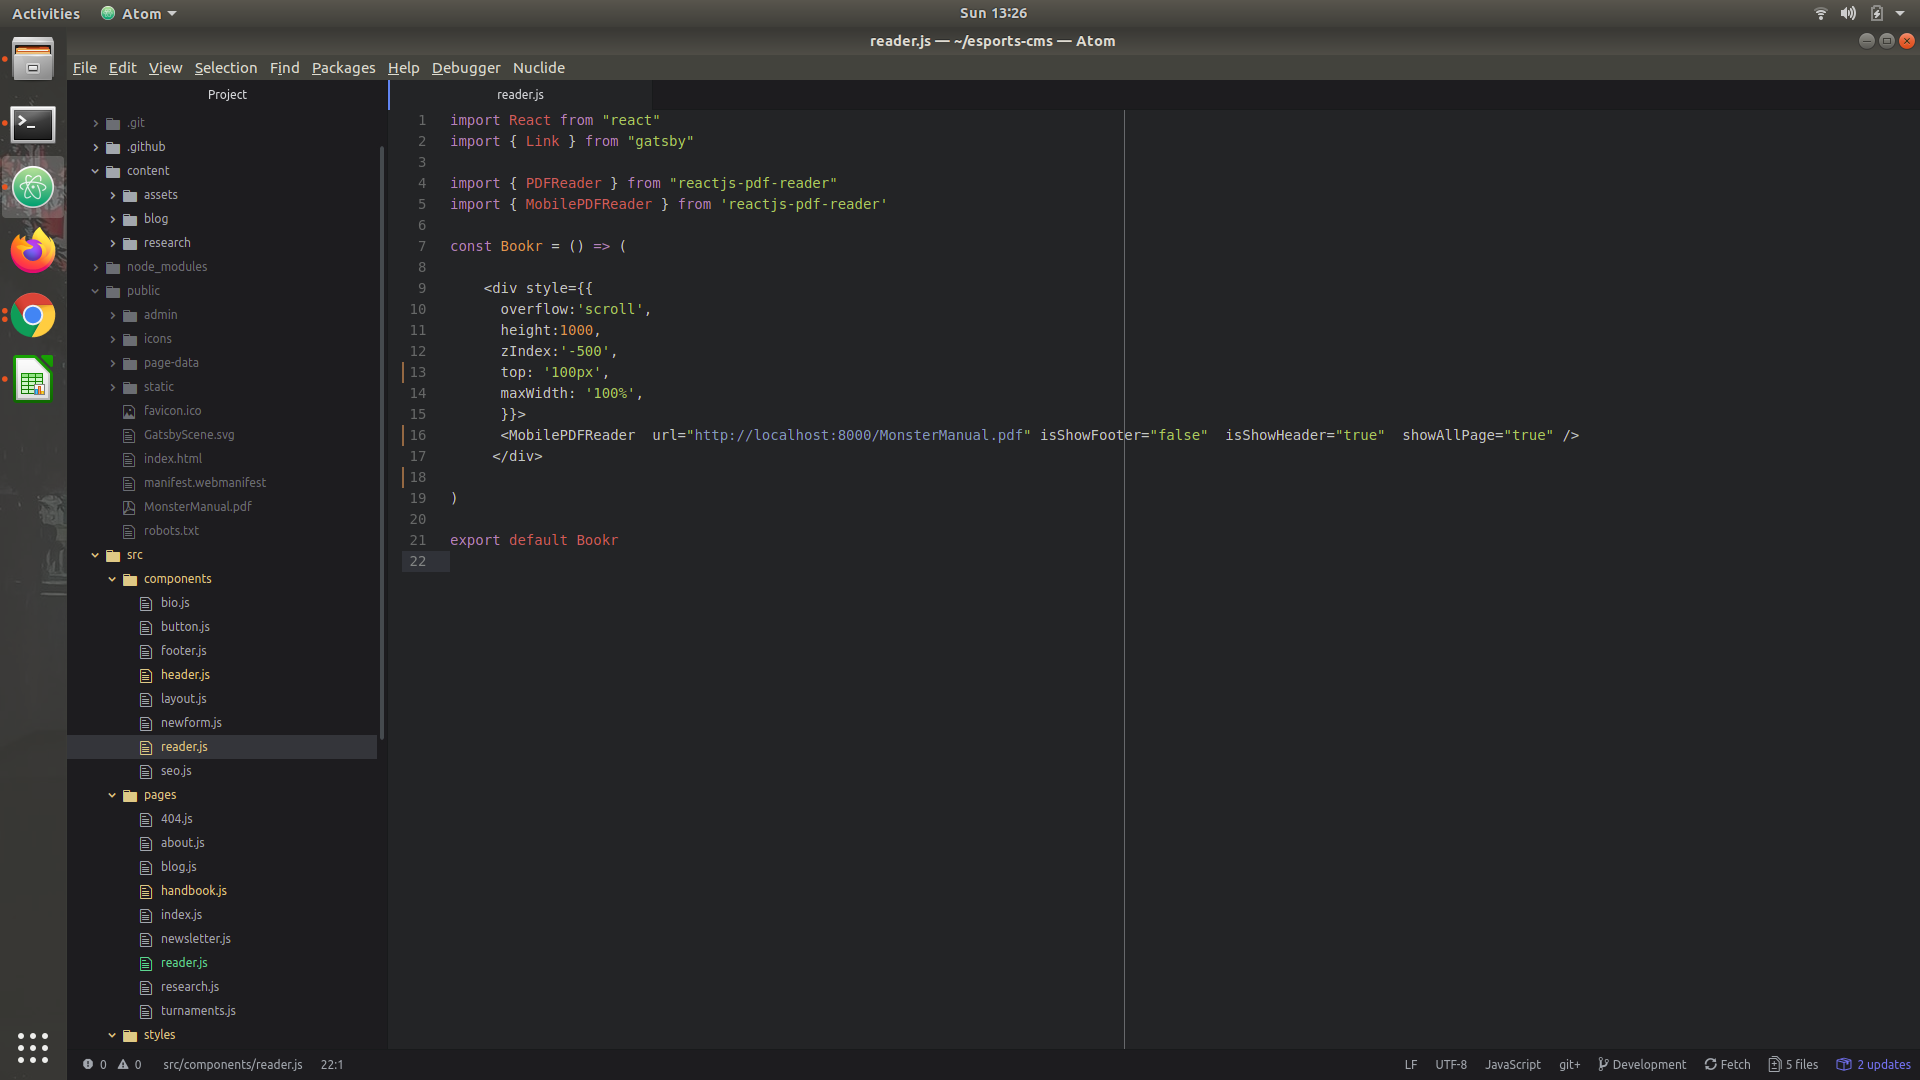 Activities Atom Sun 13:26
reader.js — ~/esports-cms — Atom
File Edit View Selection Find Packages Help Debugger Nuclide
Project
.git
.github
content
assets
blog
research
node_modules
public
admin
icons
page-data
static
favicon.ico
GatsbyScene.svg
index.html
manifest.webmanifest
MonsterManual.pdf
robots.txt
src
components
bio.js
button.js
footer.js
header.js
layout.js
newform.js
reader.js
seo.js
pages
404.js
about.js
blog.js
handbook.js
index.js
newsletter.js
reader.js
research.js
turnaments.js
styles
reader.js
1 import React from "react"
2 import { Link } from "gatsby"
3
4 import { PDFReader } from "reactjs-pdf-reader"
5 import { MobilePDFReader } from 'reactjs-pdf-reader'
6
7 const Bookr = () => (
8
9 <div style={{
10 overflow:'scroll',
11 height:1000,
12 zIndex:'-500',
13 top: '100px',
14 maxWidth: '100%',
15 }}>
16 <MobilePDFReader  url="http://localhost:8000/MonsterManual.pdf" isShowFooter="false"  isShowHeader="true"  showAllPage="true" />
17 </div>
18
19 )
20
21 export default Bookr
22
0 0 src/components/reader.js 22:1 LF UTF-8 JavaScript git+ Development Fetch 5 files 2 updates